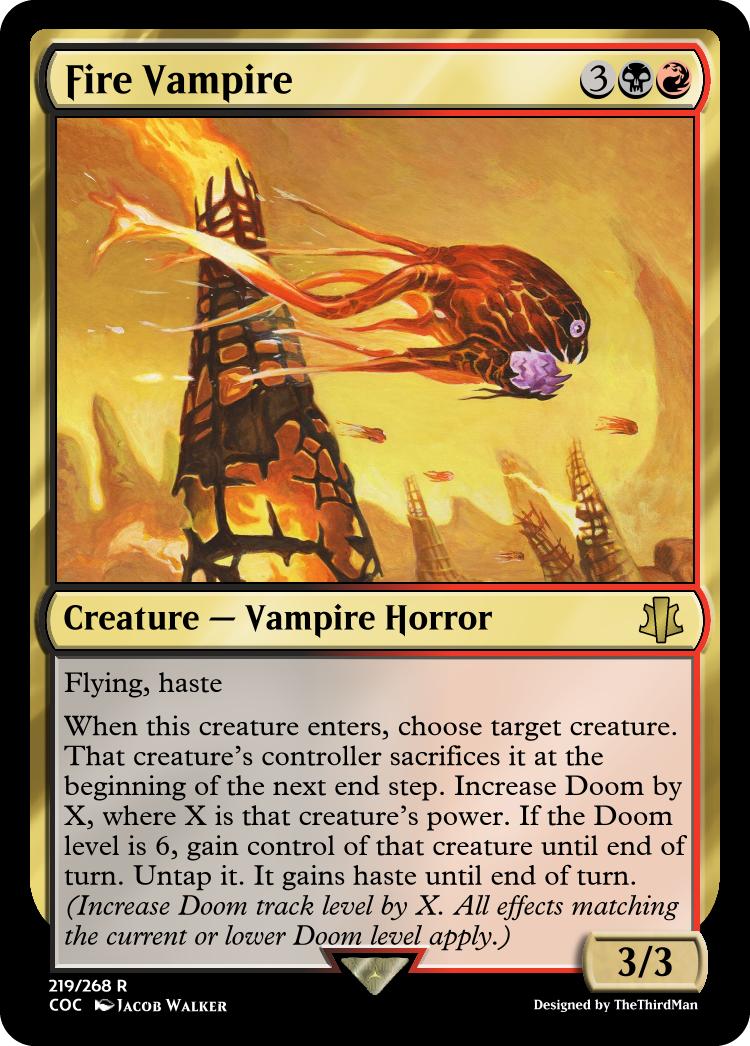 Fire Vampire
3
Creature — Vampire Horror
Flying, haste
When this creature enters, choose target creature.
That creature's controller sacrifices it at the
beginning of the next end step. Increase Doom by
X, where X is that creature's power. If the Doom
level is 6, gain control of that creature until end of
turn. Untap it. It gains haste until end of turn.
(Increase Doom track level by X. All effects matching
the current or lower Doom level apply.)
3/3
219/268 R
COC Jacob Walker
Designed by TheThirdMan